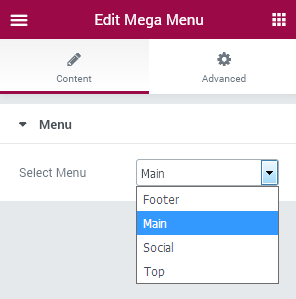 Edit Mega Menu
Content Advanced
Menu
Select Menu Main
Footer
Main
Social
Top